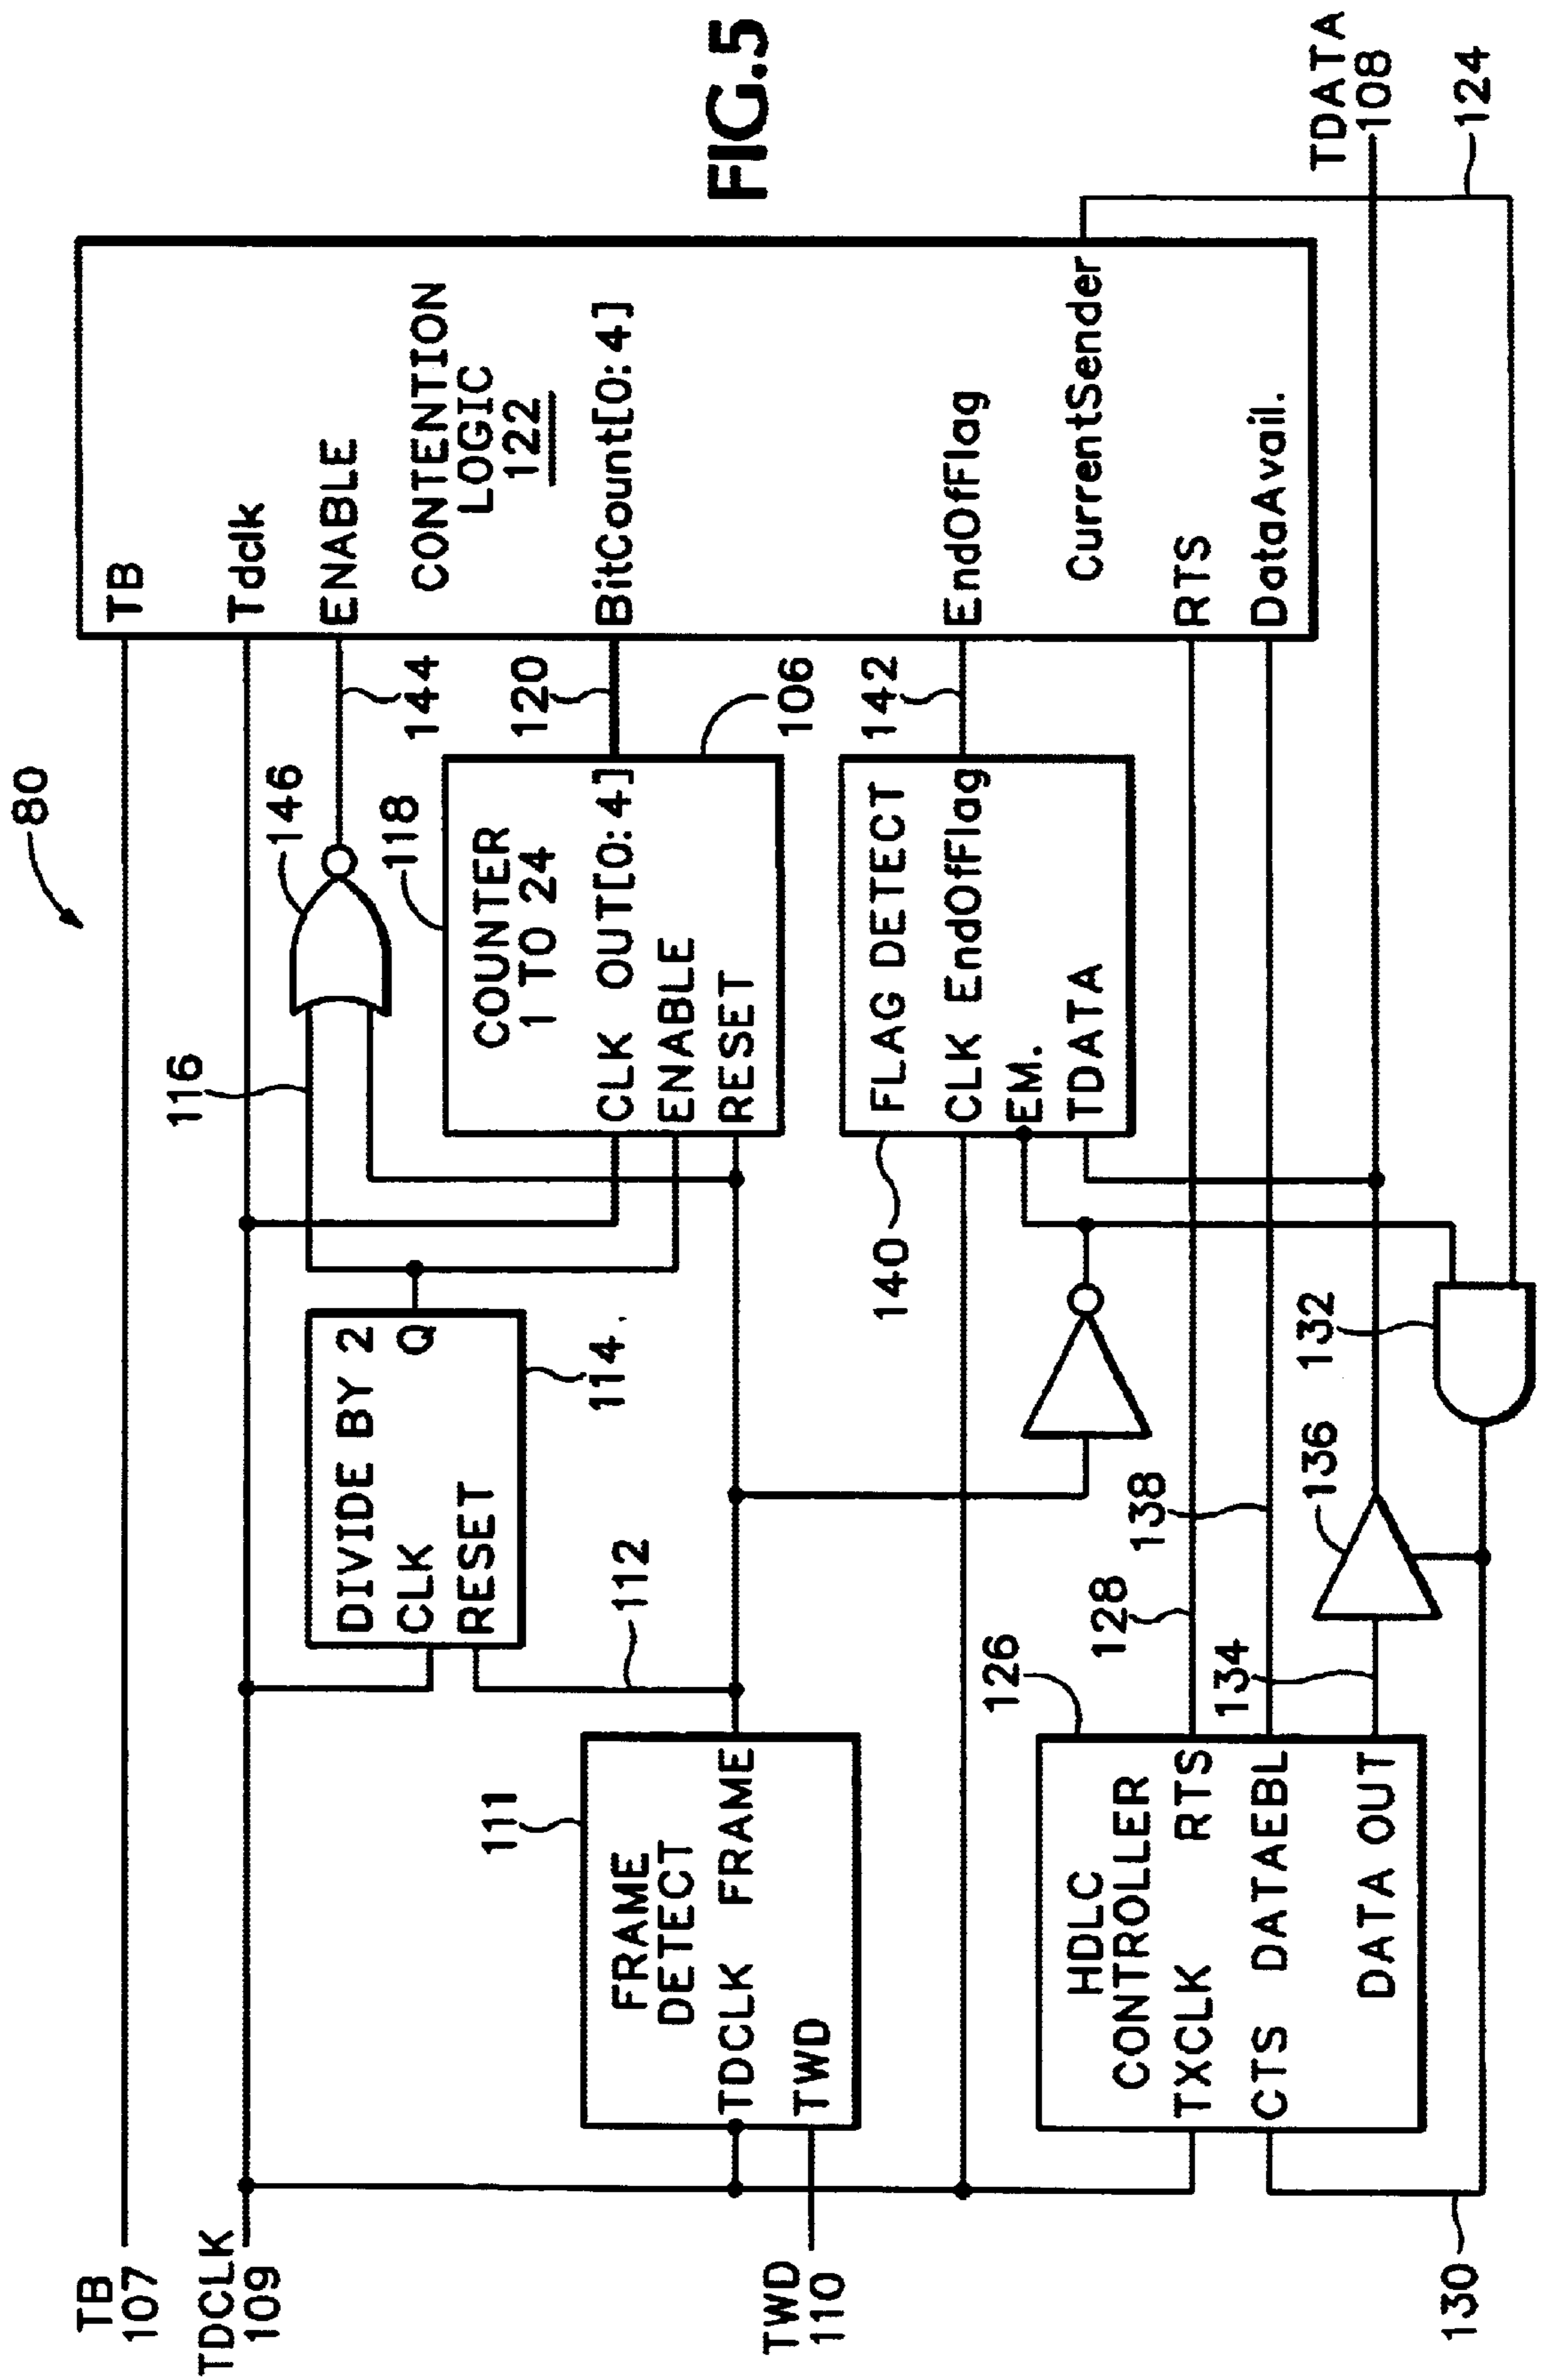 80
TB
107
TB
TDCLK
109
Tdclk
146
116
144
ENABLE
DIVIDE BY 2
CLK Q
RESET
114
118
COUNTER
1 TO 24
CLK OUT[0:4]
ENABLE
RESET
106
120
CONTENTION
LOGIC
122
BitCount[0:4]
111
112
FRAME
DETECT
TDCLK FRAME
TWD
TWD
110
140
FLAG DETECT
CLK EndOfFlag
EM.
TDATA
142
EndOfFlag
CurrentSender
126
HDLC
CONTROLLER
TXCLK RTS
CTS DATAEBL
DATA OUT
128
138
134
RTS
DataAvail.
136
132
130
TDATA
108
124
FIG.5